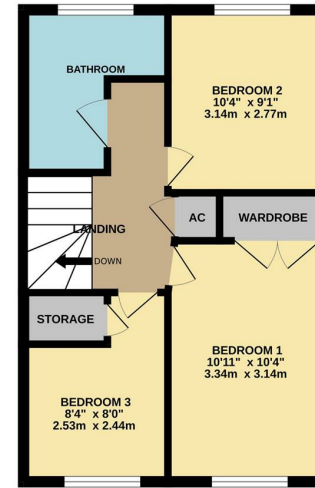 BATHROOM
BEDROOM 2
10'4" x 9'1"
3.14m x 2.77m
AC
WARDROBE
LANDING
DOWN
STORAGE
BEDROOM 1
10'11" x 10'4"
3.34m x 3.14m
BEDROOM 3
8'4" x 8'0"
2.53m x 2.44m